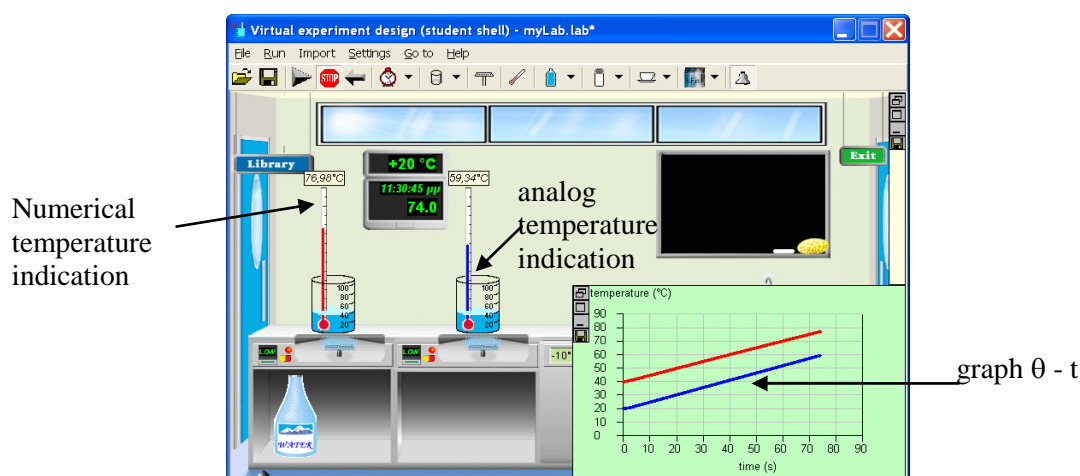 Virtual experiment design (student shell) - myLab.lab*
File Run Import Settings Go to Help
STOP
Library
+20 °C
Exit
76,98°C
11:30:45 μμ
59,34°C
74.0
Numerical
temperature
indication
analog
temperature
indication
100
80
60
40
20
100
80
60
40
20
LOW
LOW
-10°
WATER
temperature (°C)
90
80
70
60
50
40
30
20
10
0
0 10 20 30 40 50 60 70 80 90
time (s)
graph θ - t